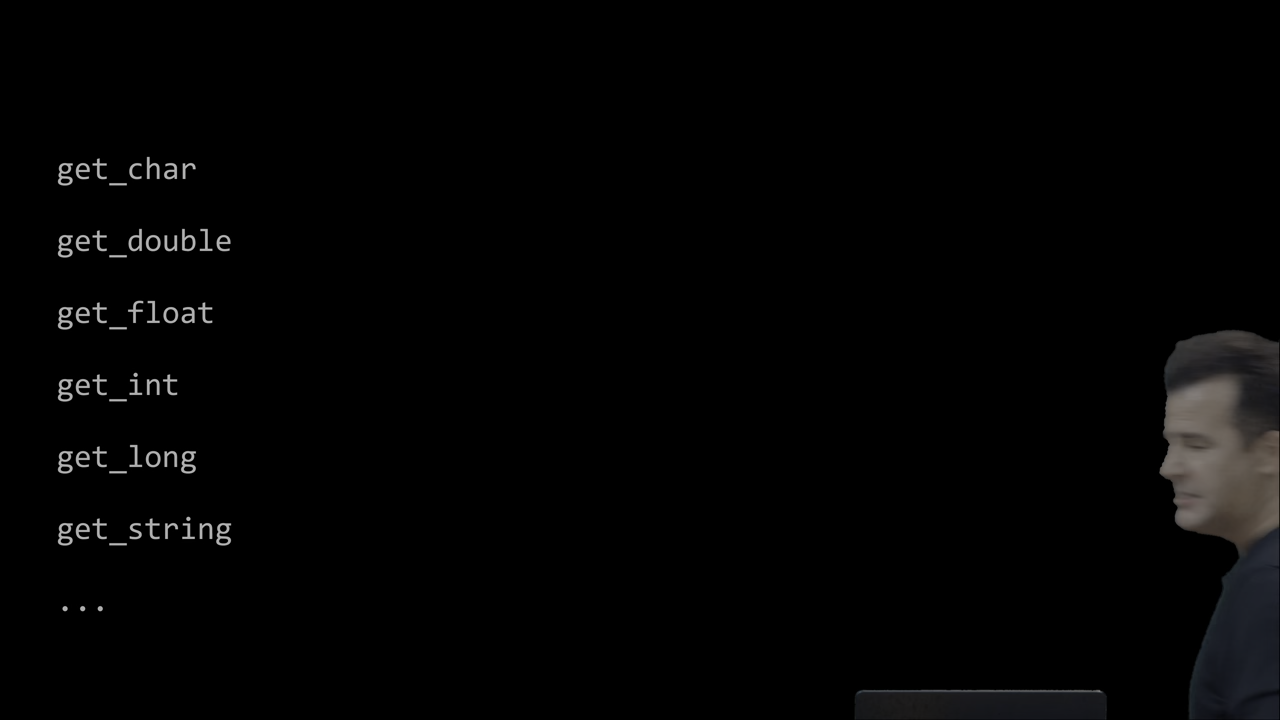 get_char
get_double
get_float
get_int
get_long
get_string
...